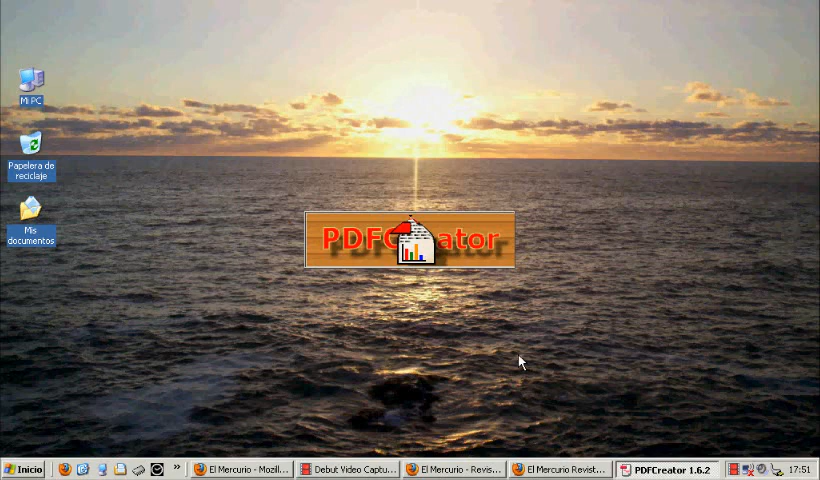 Mi PC
Papelera de
reciclaje
Mis
documentos
PDFCreator
Inicio
»
El Mercurio - Mozill...
Debut Video Captu...
El Mercurio - Revis...
El Mercurio Revist...
PDFCreator 1.6.2
17:51